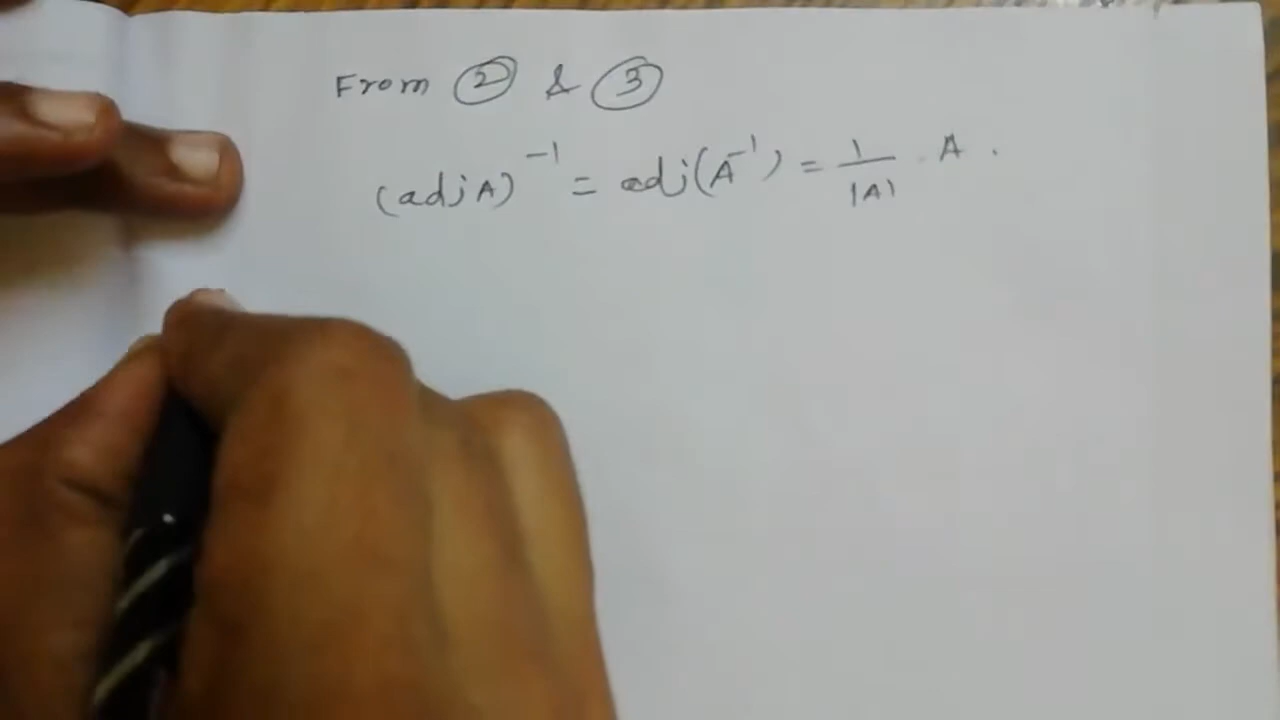 From ② & ③
(adj A)⁻¹ = adj(A⁻¹) = 1/|A| . A .